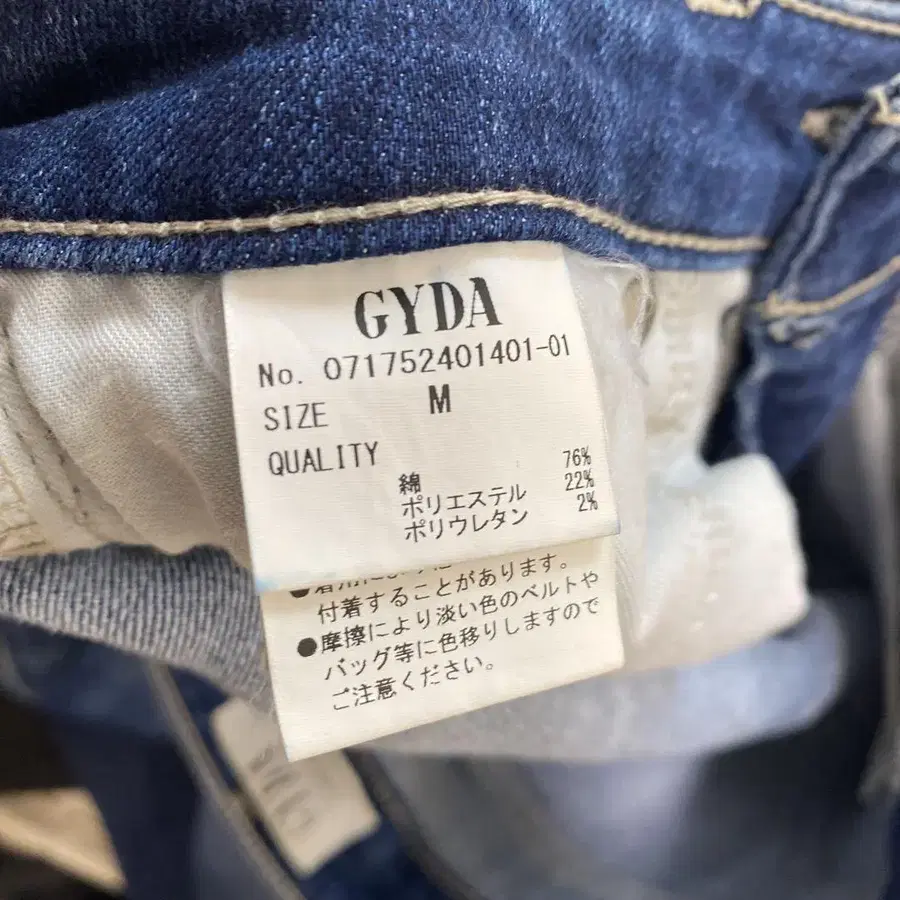 GYDA
No. 071752401401-01
SIZE M
QUALITY
綿 76%
ポリエステル 22%
ポリウレタン 2%
付着することがあります。
●摩擦により淡い色のベルトや
バッグ等に色移りしますので
ご注意ください。